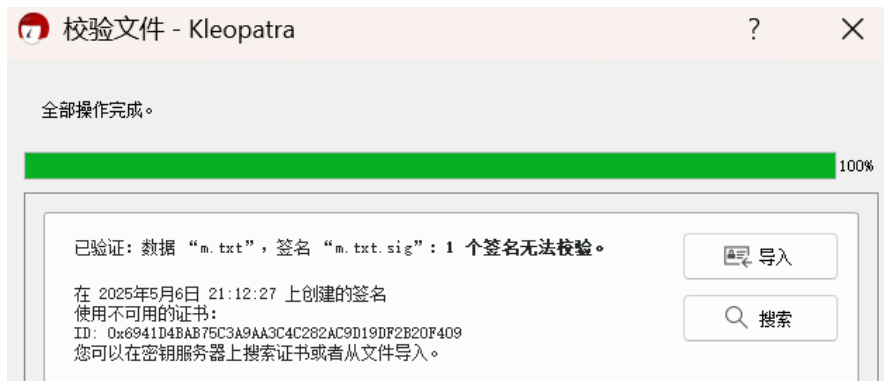 校验文件 - Kleopatra
?
全部操作完成。
100%
已验证: 数据 “m.txt”, 签名 “m.txt.sig”: 1 个签名无法校验。
导入
在 2025年5月6日 21:12:27 上创建的签名
使用不可用的证书:
搜索
ID: 0x6941D4BAB75C3A9AA3C4C282AC9D19DF2B20F409
您可以在密钥服务器上搜索证书或者从文件导入。